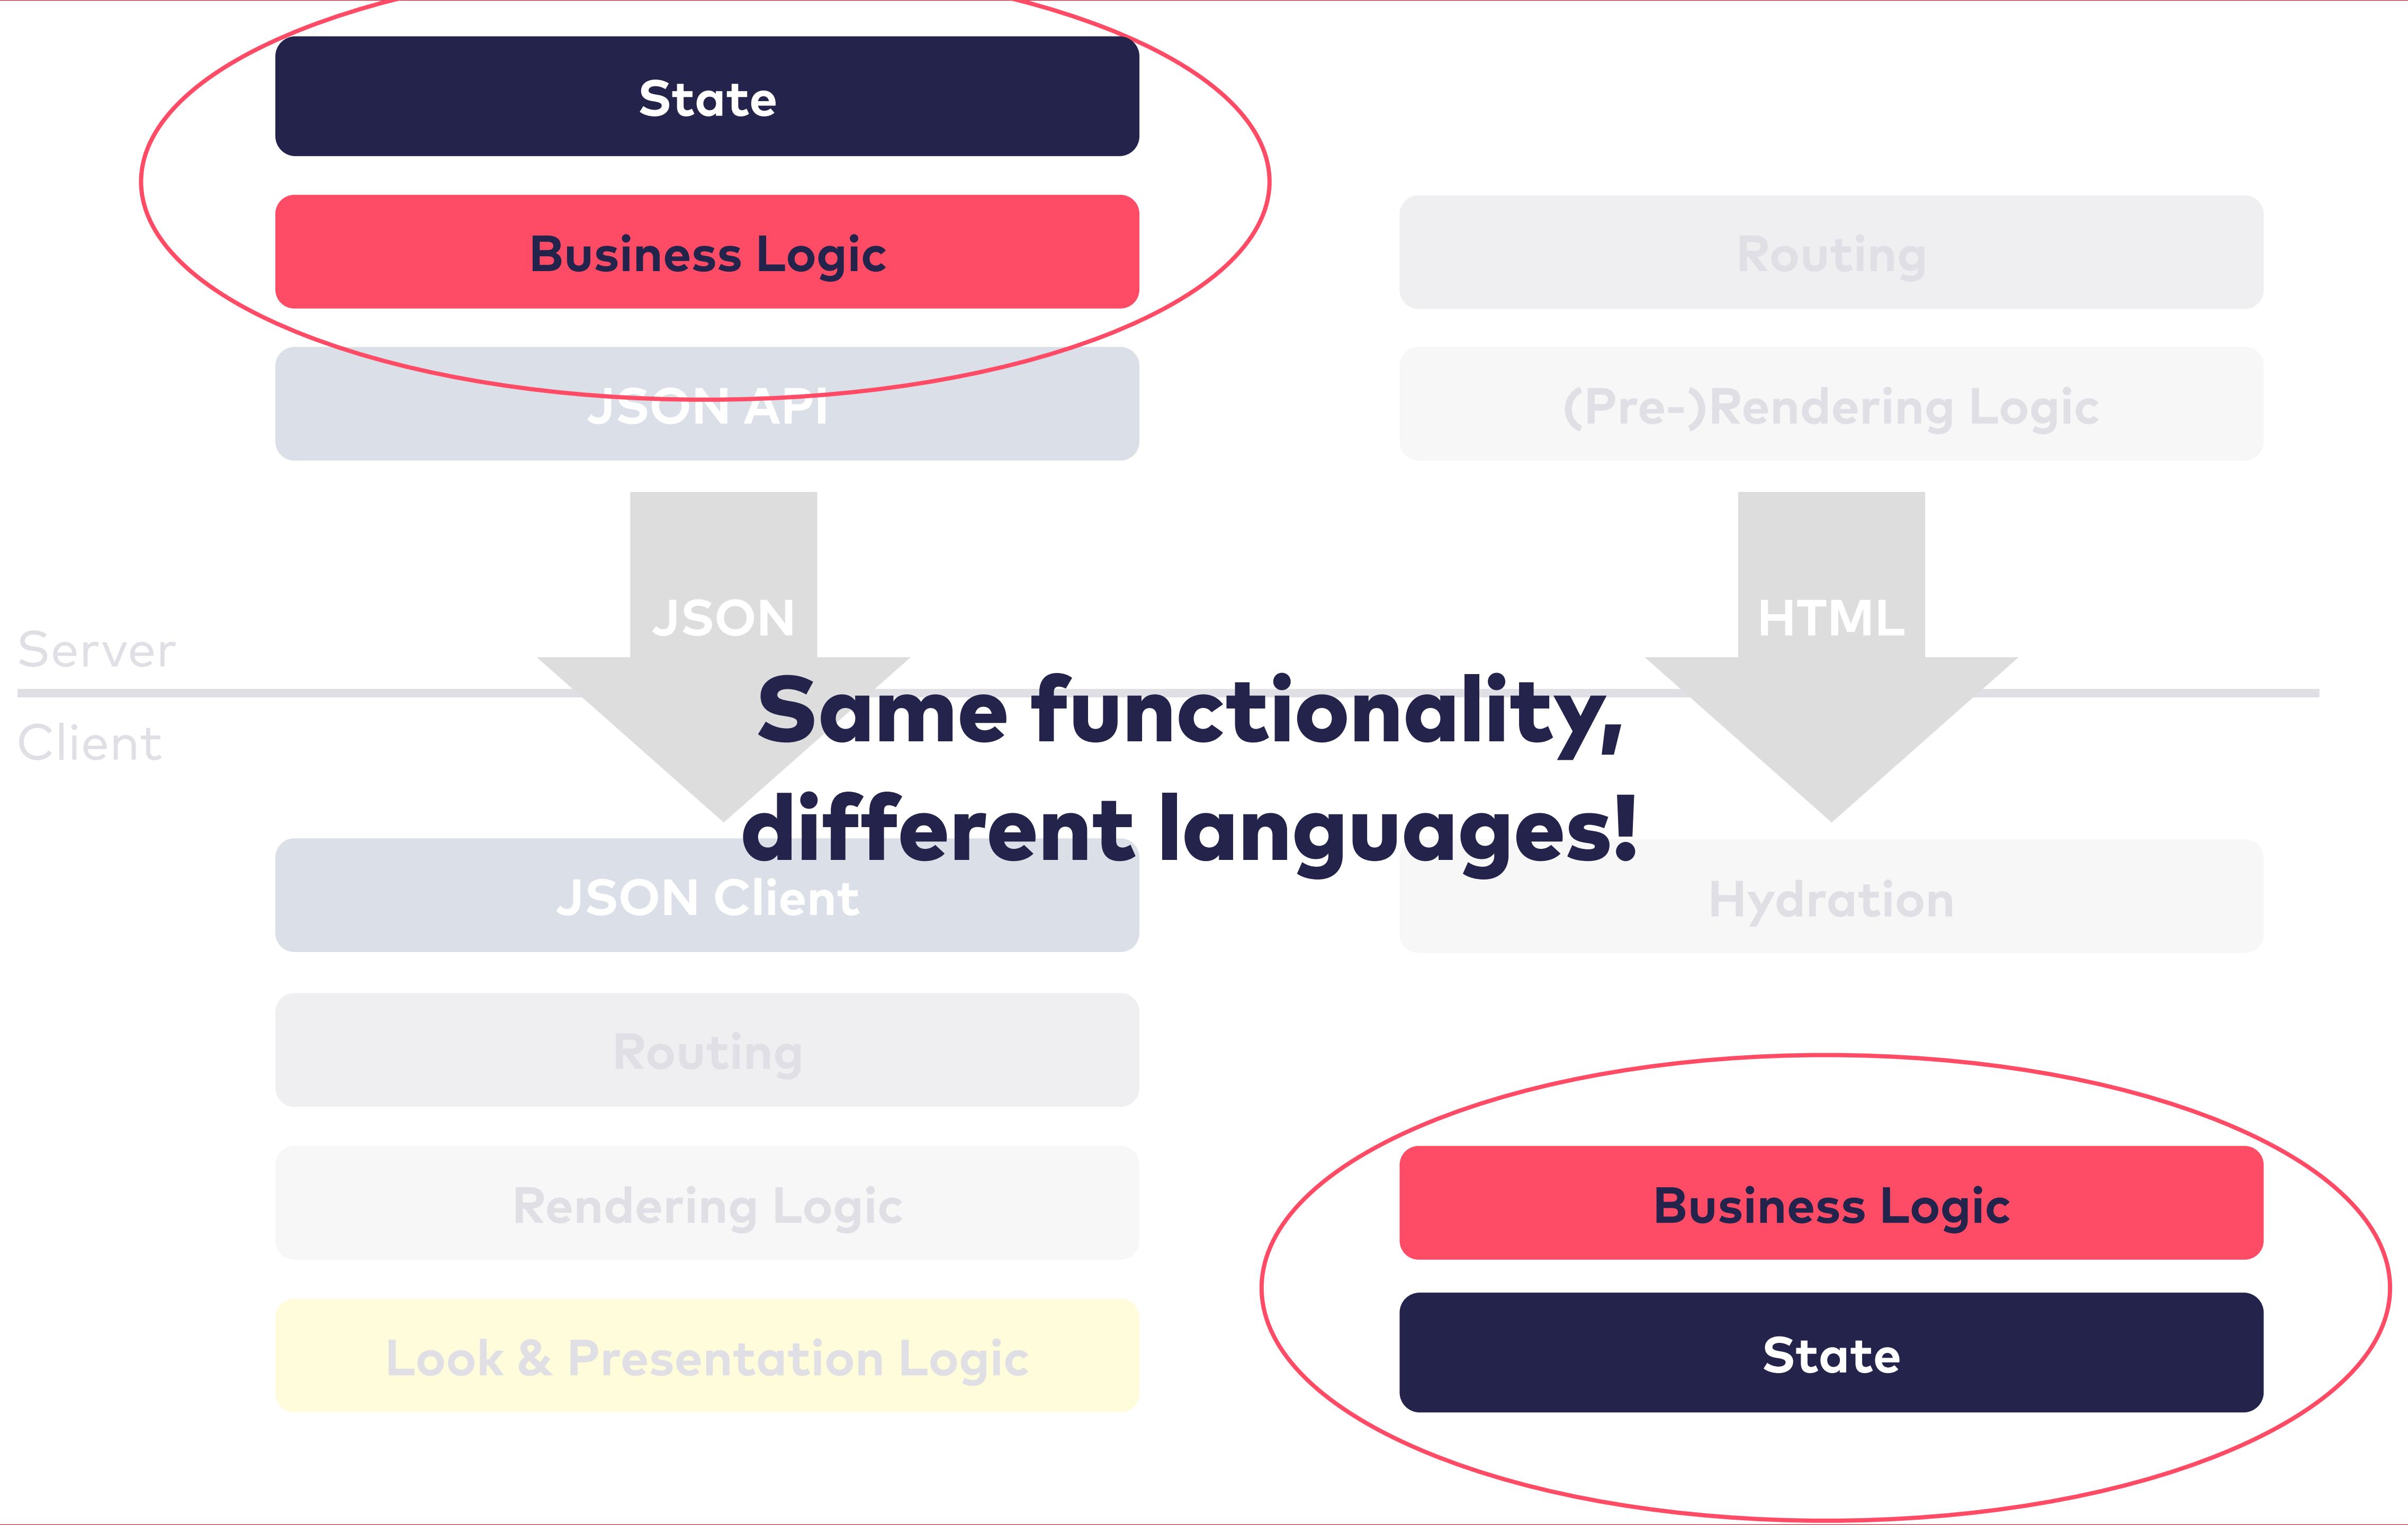 State
Business Logic
JSON API
Routing
(Pre-)Rendering Logic
JSON
HTML
Server
Client
Same functionality,
different languages!
JSON Client
Routing
Rendering Logic
Look & Presentation Logic
Hydration
Business Logic
State